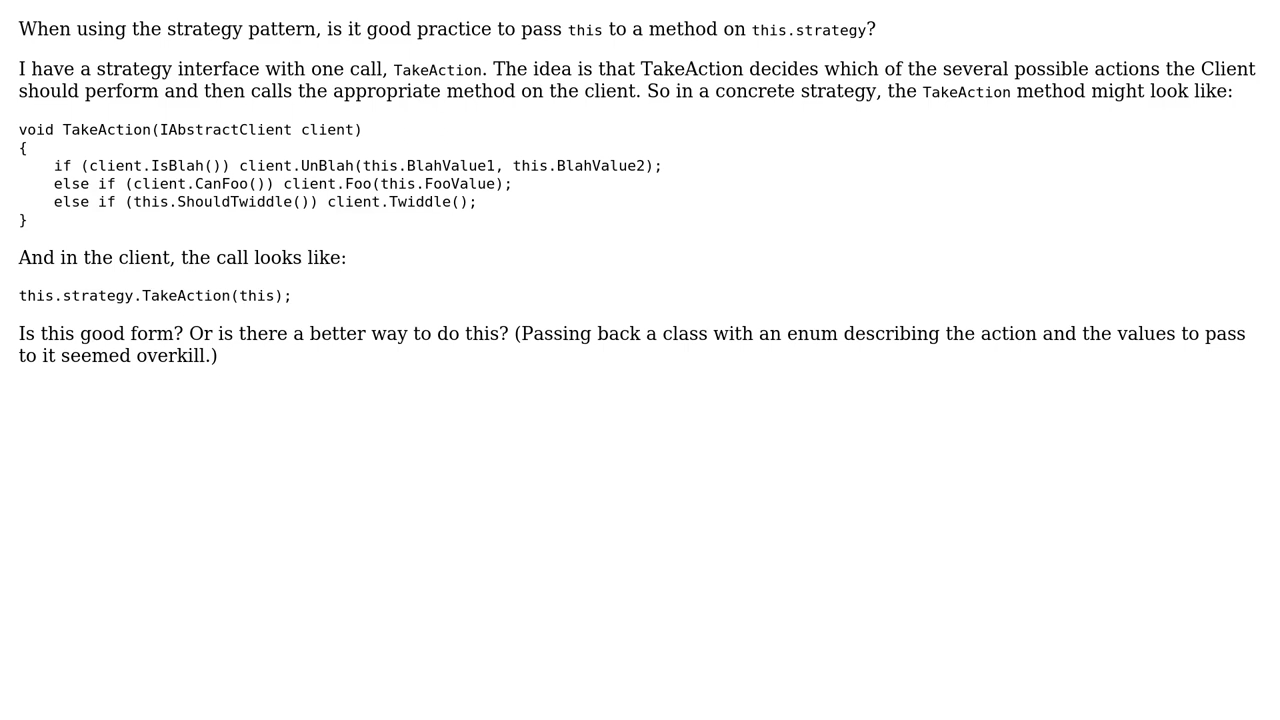 When using the strategy pattern, is it good practice to pass this to a method on this.strategy?
I have a strategy interface with one call, TakeAction. The idea is that TakeAction decides which of the several possible actions the Client
should perform and then calls the appropriate method on the client. So in a concrete strategy, the TakeAction method might look like:
void TakeAction(IAbstractClient client)
{
    if (client.IsBlah()) client.UnBlah(this.BlahValue1, this.BlahValue2);
    else if (client.CanFoo()) client.Foo(this.FooValue);
    else if (this.ShouldTwiddle()) client.Twiddle();
}
And in the client, the call looks like:
this.strategy.TakeAction(this);
Is this good form? Or is there a better way to do this? (Passing back a class with an enum describing the action and the values to pass
to it seemed overkill.)